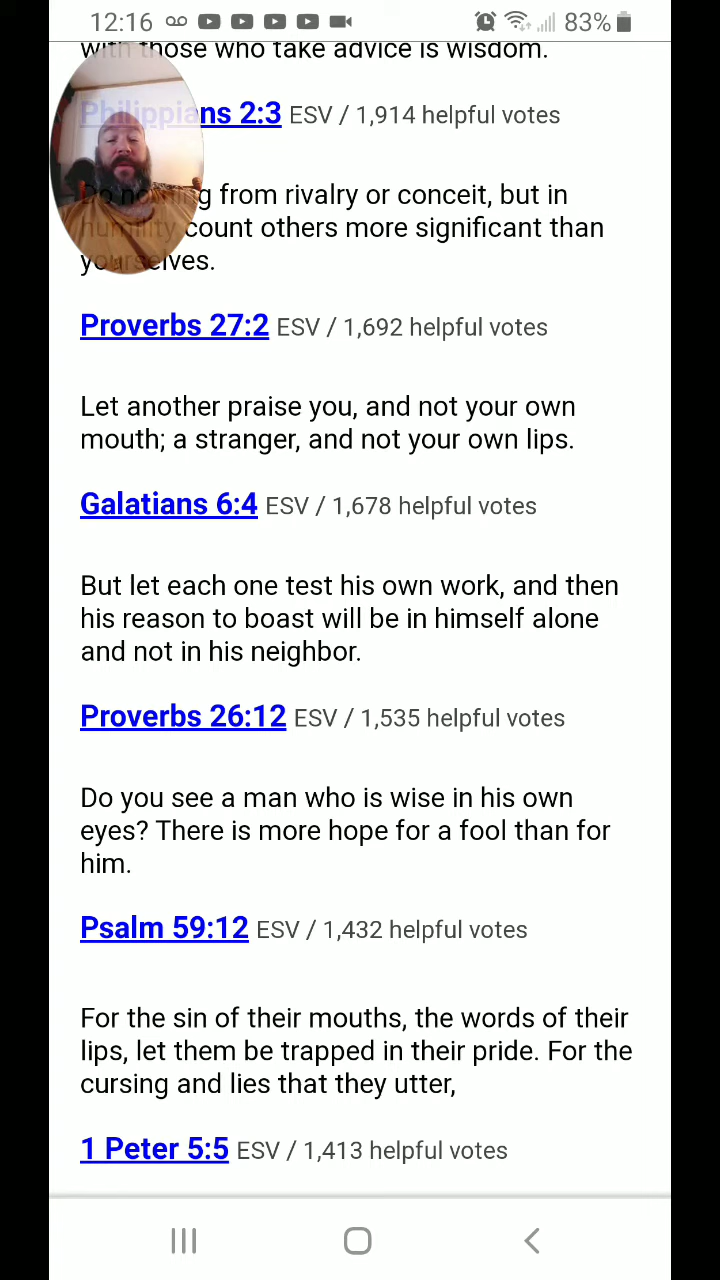 12:16 83%
with those who take advice is wisdom.
Philippians 2:3 ESV / 1,914 helpful votes
Do nothing from rivalry or conceit, but in
humility count others more significant than
yourselves.
Proverbs 27:2 ESV / 1,692 helpful votes
Let another praise you, and not your own
mouth; a stranger, and not your own lips.
Galatians 6:4 ESV / 1,678 helpful votes
But let each one test his own work, and then
his reason to boast will be in himself alone
and not in his neighbor.
Proverbs 26:12 ESV / 1,535 helpful votes
Do you see a man who is wise in his own
eyes? There is more hope for a fool than for
him.
Psalm 59:12 ESV / 1,432 helpful votes
For the sin of their mouths, the words of their
lips, let them be trapped in their pride. For the
cursing and lies that they utter,
1 Peter 5:5 ESV / 1,413 helpful votes